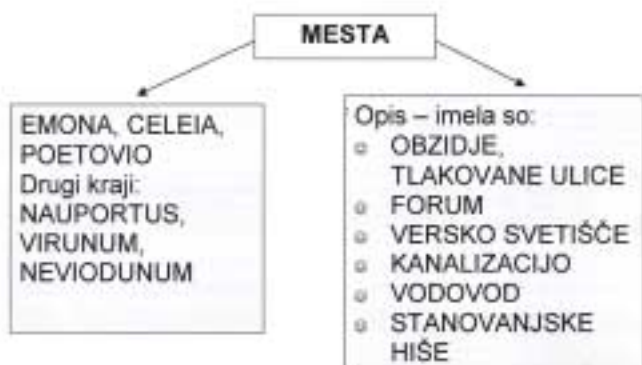 MESTA
EMONA, CELEIA,
POETOVIO
Drugi kraji:
NAUPORTUS,
VIRUNUM,
NEVIODUNUM
Opis – imela so:
OBZIDJE,
TLAKOVANE ULICE
FORUM
VERSKO SVETIŠČE
KANALIZACIJO
VODOVOD
STANOVANJSKE
HIŠE